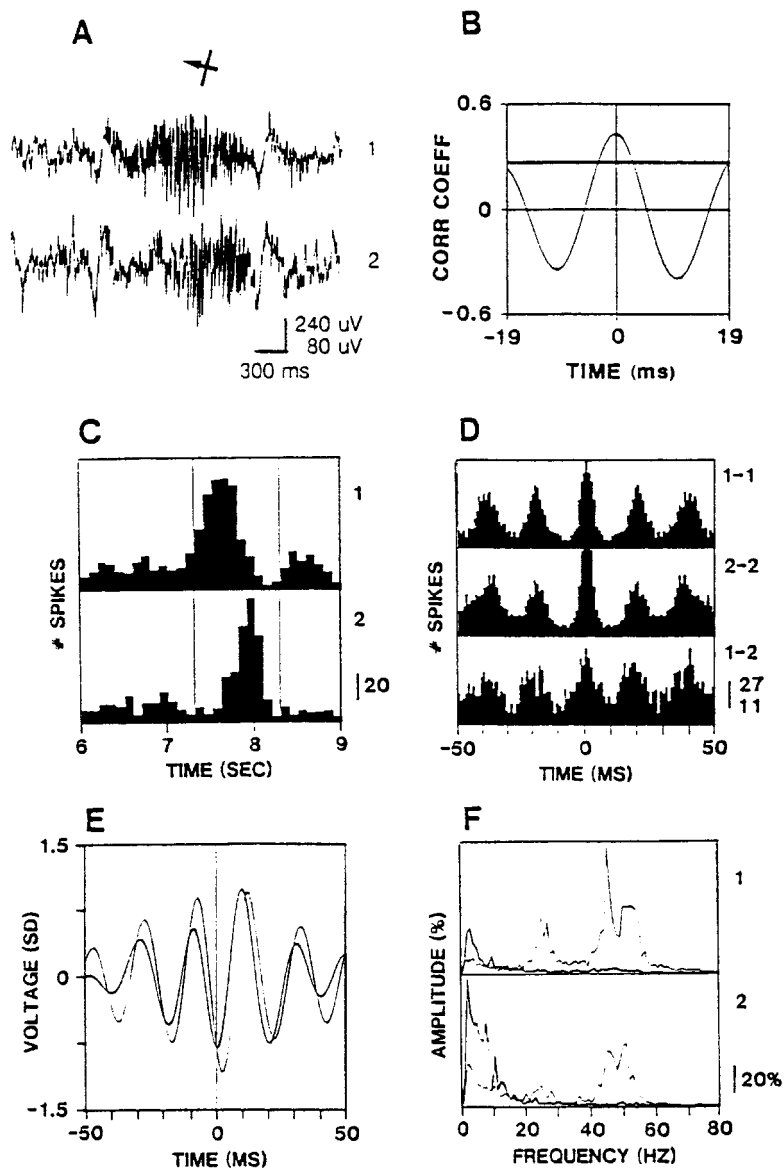 A
1
2
240 uV
80 uV
300 ms
B
CORR COEFF
0.6
0
-0.6
-19
0
19
TIME (ms)
C
# SPIKES
1
2
20
6
7
8
9
TIME (SEC)
D
# SPIKES
1-1
2-2
1-2
27
11
-50
0
50
TIME (MS)
E
VOLTAGE (SD)
1.5
0
-1.5
-50
0
50
TIME (MS)
F
AMPLITUDE (%)
1
2
20%
0
20
40
60
80
FREQUENCY (HZ)